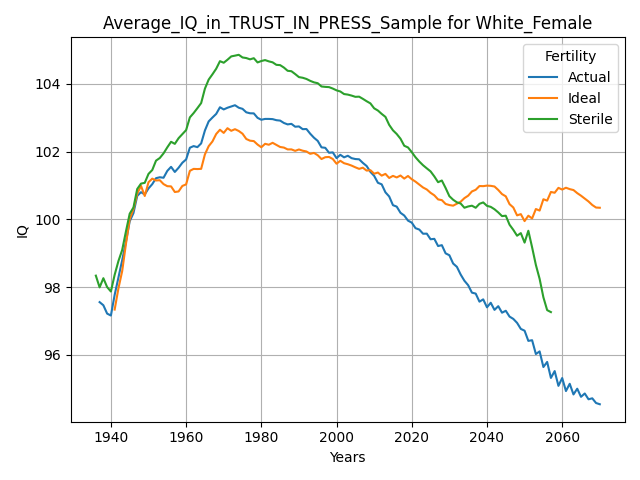 Average_IQ_in_TRUST_IN_PRESS_Sample for White_Female
Fertility
Actual
Ideal
Sterile
IQ
104
102
100
98
96
1940
1960
1980
2000
2020
2040
2060
Years